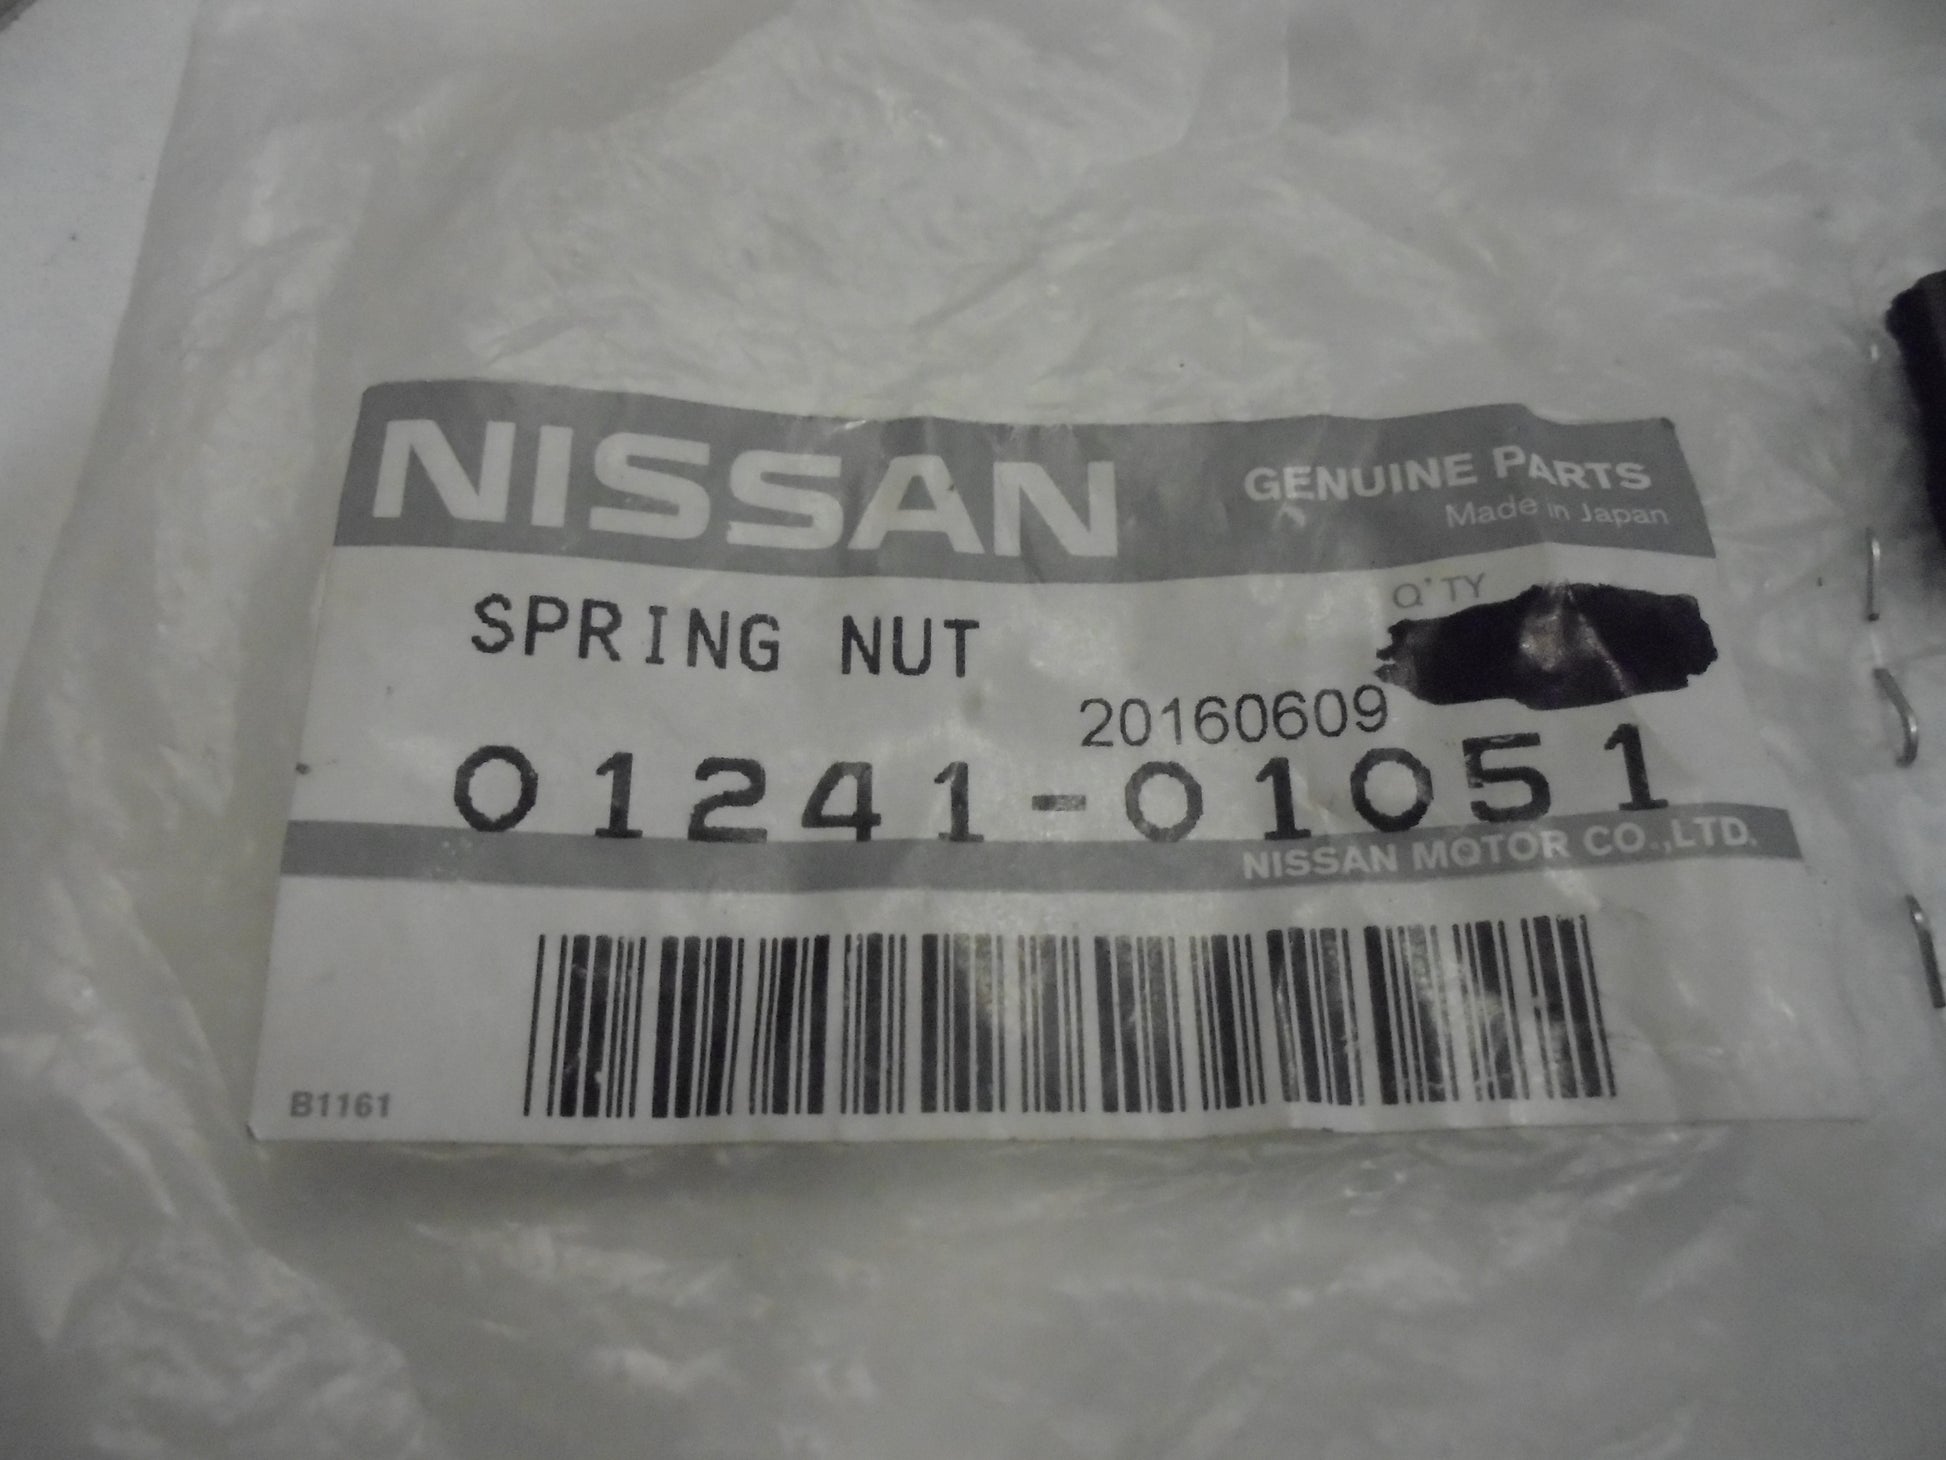 NISSAN
GENUINE PARTS
Made in Japan
SPRING NUT
Q'TY
20160609
01241-01051
NISSAN MOTOR CO.,LTD.
B1161